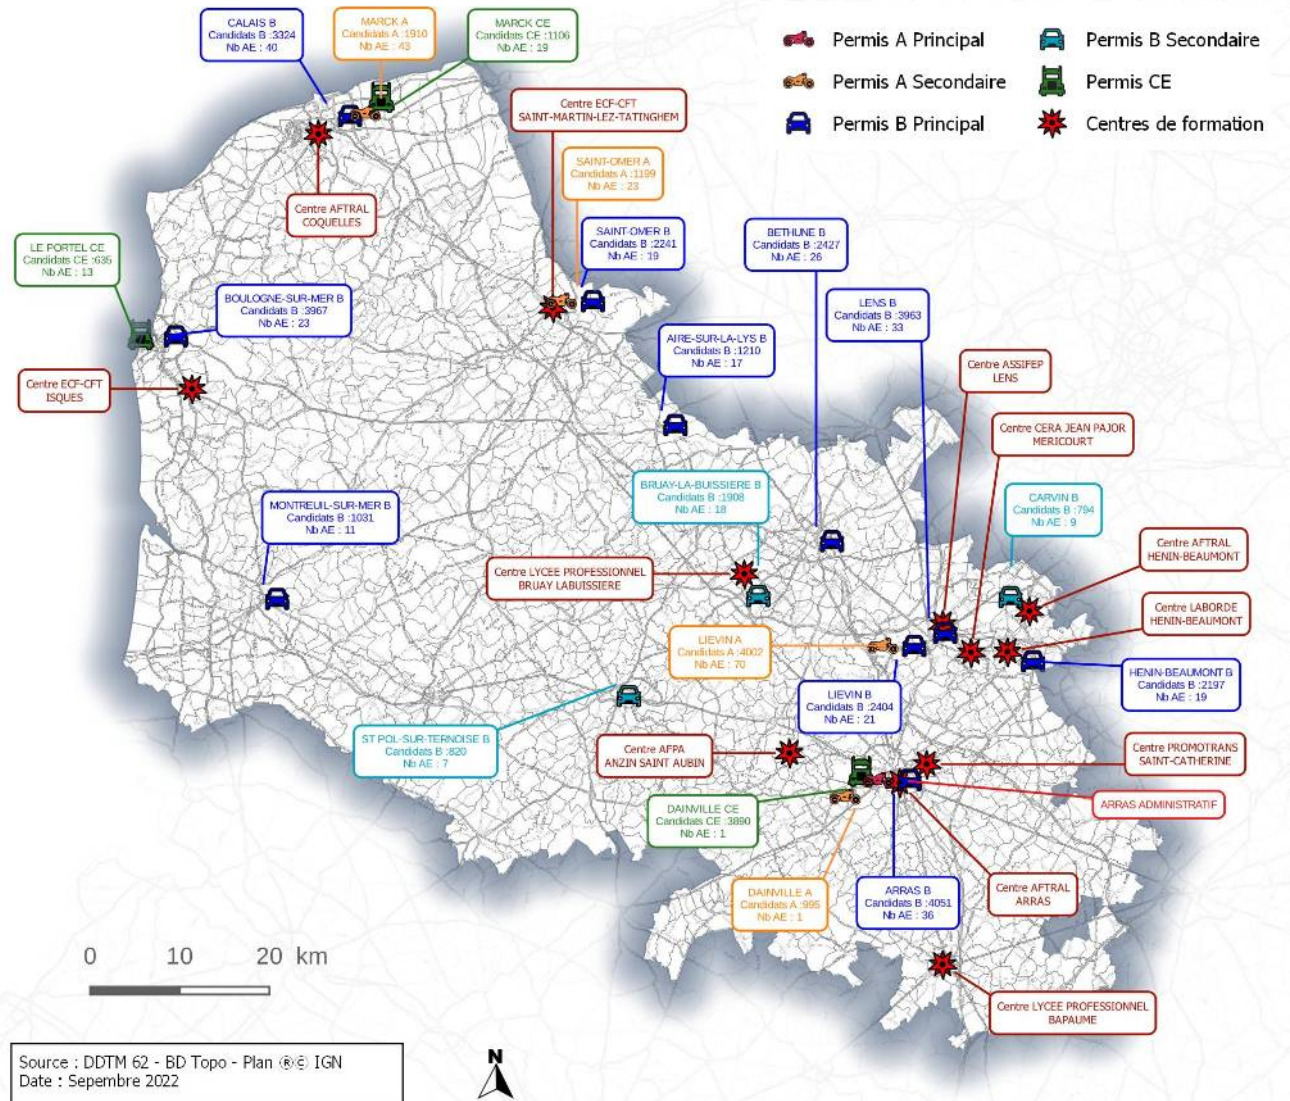 CALAIS B
Candidats B :3324
Nb AE : 40
MARCK A
Candidats A :1910
Nb AE : 43
MARCK CE
Candidats CE :1106
Nb AE : 19
Permis A Principal
Permis A Secondaire
Permis B Principal
Permis B Secondaire
Permis CE
Centres de formation
Centre ECF-CFT
SAINT-MARTIN-LEZ-TATINGHEM
SAINT-OMER A
Candidats A :1199
Nb AE : 23
Centre AFTRAL
COQUELLES
SAINT-OMER B
Candidats B :2241
Nb AE : 19
BETHUNE B
Candidats B :2427
Nb AE : 26
LE PORTEL CE
Candidats CE :635
Nb AE : 13
BOULOGNE-SUR-MER B
Candidats B :3967
Nb AE : 23
LENS B
Candidats B :3963
Nb AE : 33
AIRE-SUR-LA-LYS B
Candidats B :1210
Nb AE : 17
Centre ECF-CFT
ISQUES
Centre ASSIFEP
LENS
Centre CERA JEAN PAJOR
MERICOURT
MONTREUIL-SUR-MER B
Candidats B :1031
Nb AE : 11
BRUAY-LA-BUISSIERE B
Candidats B :1908
Nb AE : 18
CARVIN B
Candidats B :794
Nb AE : 9
Centre AFTRAL
HENIN-BEAUMONT
Centre LYCEE PROFESSIONNEL
BRUAY LABUISSIERE
Centre LABORDE
HENIN-BEAUMONT
LIEVIN A
Candidats A :4002
Nb AE : 70
HENIN-BEAUMONT B
Candidats B :2197
Nb AE : 19
LIEVIN B
Candidats B :2404
Nb AE : 21
ST POL-SUR-TERNOISE B
Candidats B :820
Nb AE : 7
Centre AFPA
ANZIN SAINT AUBIN
Centre PROMOTRANS
SAINT-CATHERINE
ARRAS ADMINISTRATIF
DAINVILLE CE
Candidats CE :3890
Nb AE : 1
DAINVILLE A
Candidats A :995
Nb AE : 1
ARRAS B
Candidats B :4051
Nb AE : 36
Centre AFTRAL
ARRAS
Centre LYCEE PROFESSIONNEL
BAPAUME
0 10 20 km
Source : DDTM 62 - BD Topo - Plan ®© IGN
Date : Sepembre 2022
N